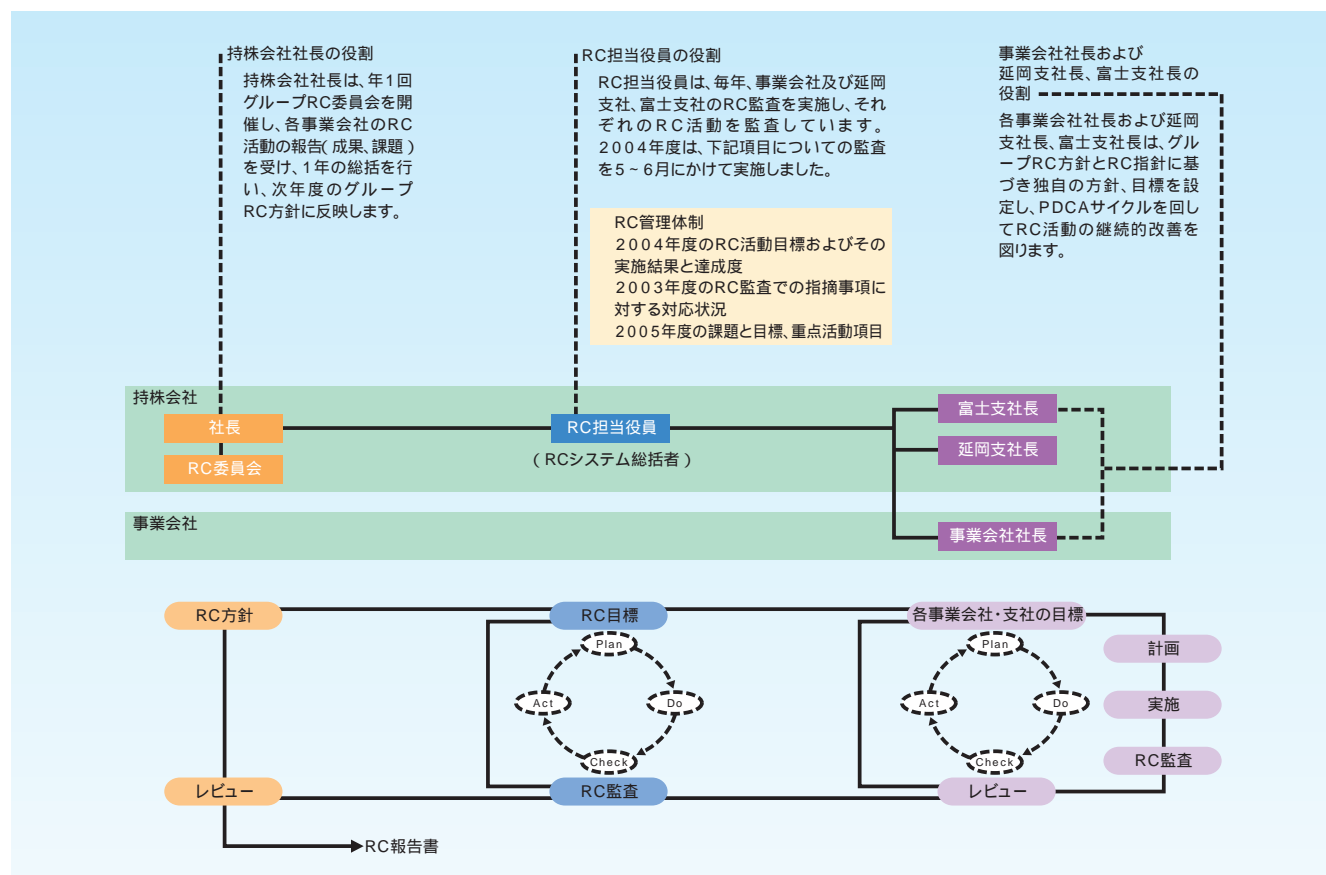 持株会社社長の役割
持株会社社長は、年1回
グループRC委員会を開
催し、各事業会社のRC
活動の報告(成果、課題)
を受け、1年の総括を行
い、次年度のグループ
RC方針に反映します。
RC担当役員の役割
RC担当役員は、毎年、事業会社及び延岡
支社、富士支社のRC監査を実施し、それ
ぞれのRC活動を監査しています。
2004年度は、下記項目についての監査
を5~6月にかけて実施しました。
RC管理体制
2004年度のRC活動目標およびその
実施結果と達成度
2003年度のRC監査での指摘事項に
対する対応状況
2005年度の課題と目標、重点活動項目
事業会社社長および
延岡支社長、富士支社長の
役割
各事業会社社長および延岡
支社長、富士支社長は、グル
ープRC方針とRC指針に基
づき独自の方針、目標を設
定し、PDCAサイクルを回し
てRC活動の継続的改善を
図ります。
持株会社
社長
RC委員会
RC担当役員
(RCシステム総括者)
富士支社長
延岡支社長
事業会社
事業会社社長
RC方針
RC目標
各事業会社・支社の目標
Plan
Do
Check
Act
Plan
Do
Check
Act
計画
実施
RC監査
レビュー
RC監査
レビュー
RC報告書